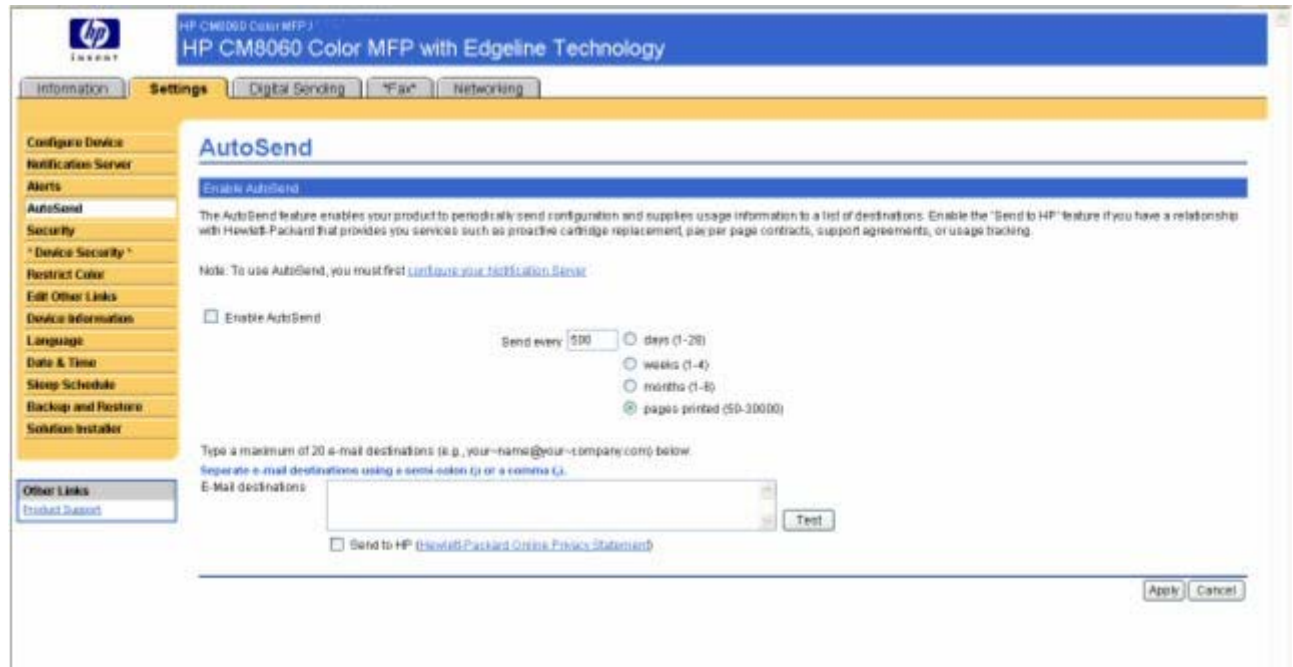 hp
invent
HP CM8060 Color MFP /
HP CM8060 Color MFP with Edgeline Technology
Information
Settings
Digital Sending
*Fax*
Networking
Configure Device
Notification Server
Alerts
AutoSend
Security
* Device Security *
Restrict Color
Edit Other Links
Device Information
Language
Date & Time
Sleep Schedule
Backup and Restore
Solution Installer
Other Links
Product Support
AutoSend
Enable AutoSend
The AutoSend feature enables your product to periodically send configuration and supplies usage information to a list of destinations. Enable the "Send to HP" feature if you have a relationship
with Hewlett-Packard that provides you services such as proactive cartridge replacement, pay per page contracts, support agreements, or usage tracking.
Note: To use AutoSend, you must first configure your Notification Server
Enable AutoSend
Send every 500 days (1-28)
weeks (1-4)
months (1-6)
pages printed (50-30000)
Type a maximum of 20 e-mail destinations (e.g., your-name@your-company.com) below.
Separate e-mail destinations using a semi-colon (;) or a comma (,).
E-Mail destinations
Test
Send to HP (Hewlett-Packard Online Privacy Statement)
Apply Cancel